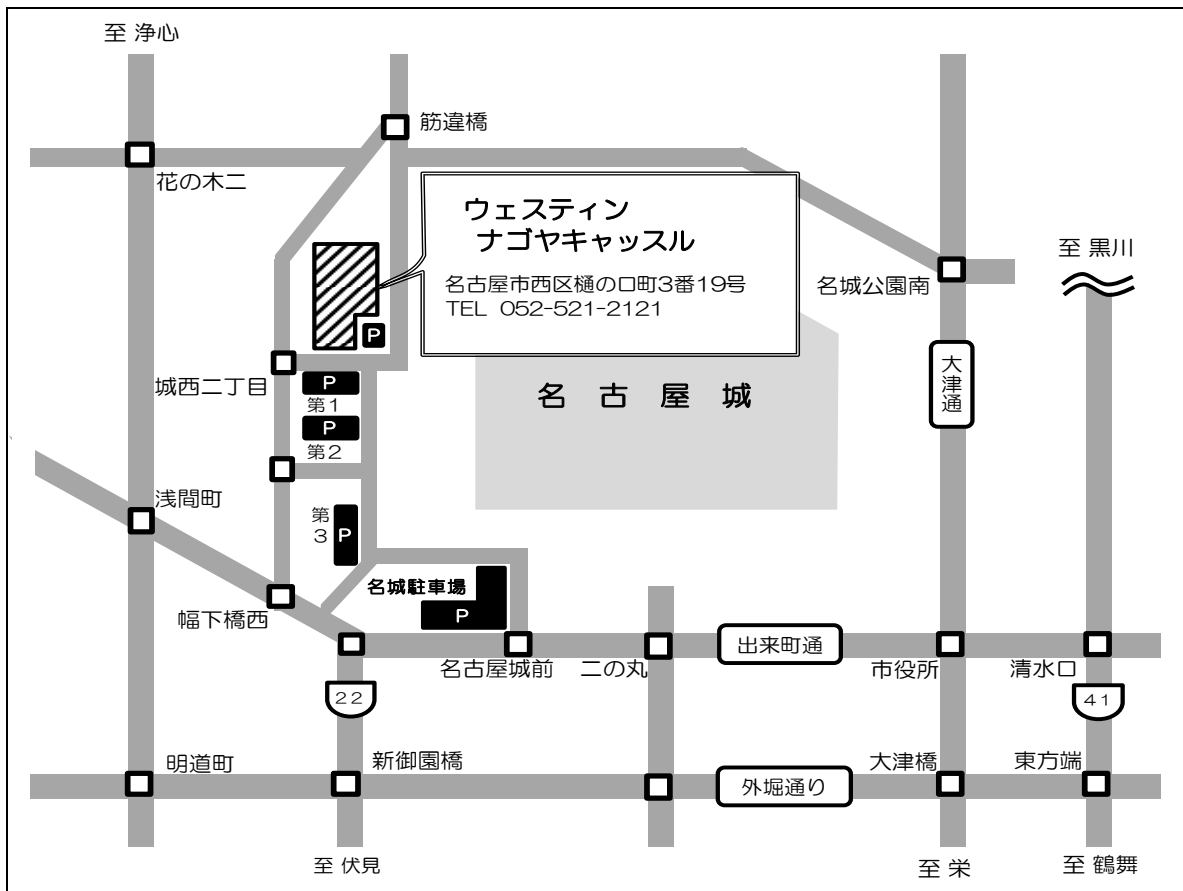 至 浄心
筋違橋
花の木二
ウェスティン
ナゴヤキャッスル
名古屋市西区樋の口町3番19号
TEL 052-521-2121
至 黒川
名城公園南
P
城西二丁目
P
第1
P
第2
名 古 屋 城
大津通
浅間町
第3
P
名城駐車場
P
幅下橋西
名古屋城前
二の丸
出来町通
市役所
清水口
22
41
明道町
新御園橋
外堀通り
大津橋
東方端
至 伏見
至 栄
至 鶴舞